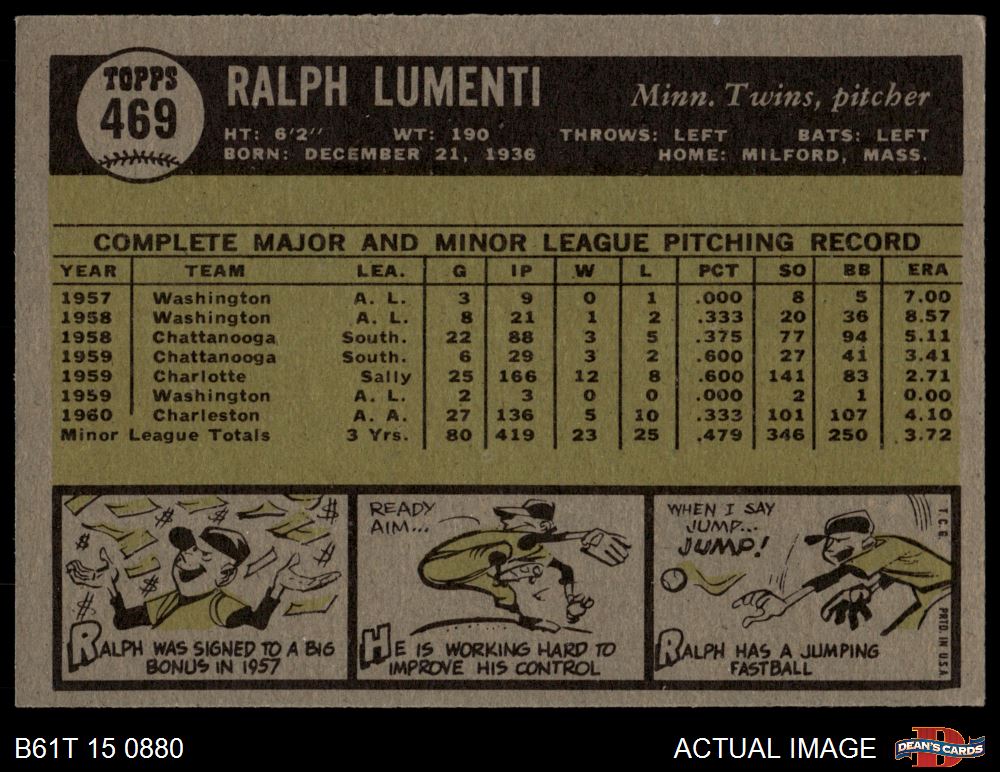 TOPPS
469
RALPH LUMENTI
Minn. Twins, pitcher
HT: 6'2'' WT: 190 THROWS: LEFT BATS: LEFT
BORN: DECEMBER 21, 1936 HOME: MILFORD, MASS.
COMPLETE MAJOR AND MINOR LEAGUE PITCHING RECORD
YEAR TEAM LEA. G IP W L PCT SO BB ERA
1957 Washington A. L. 3 9 0 1 .000 8 5 7.00
1958 Washington A. L. 8 21 1 2 .333 20 36 8.57
1958 Chattanooga South. 22 88 3 5 .375 77 94 5.11
1959 Chattanooga South. 6 29 3 2 .600 27 41 3.41
1959 Charlotte Sally 25 166 12 8 .600 141 83 2.71
1959 Washington A. L. 2 3 0 0 .000 2 1 0.00
1960 Charleston A. A. 27 136 5 10 .333 101 107 4.10
Minor League Totals 3 Yrs. 80 419 23 25 .479 346 250 3.72
$ $ $ $ $ $
RALPH WAS SIGNED TO A BIG
BONUS IN 1957
READY
AIM...
HE IS WORKING HARD TO
IMPROVE HIS CONTROL
WHEN I SAY
JUMP...
JUMP!
RALPH HAS A JUMPING
FASTBALL
T.C.G. PRTD. IN U.S.A.
B61T 15 0880
ACTUAL IMAGE
D
DEAN'S CARDS